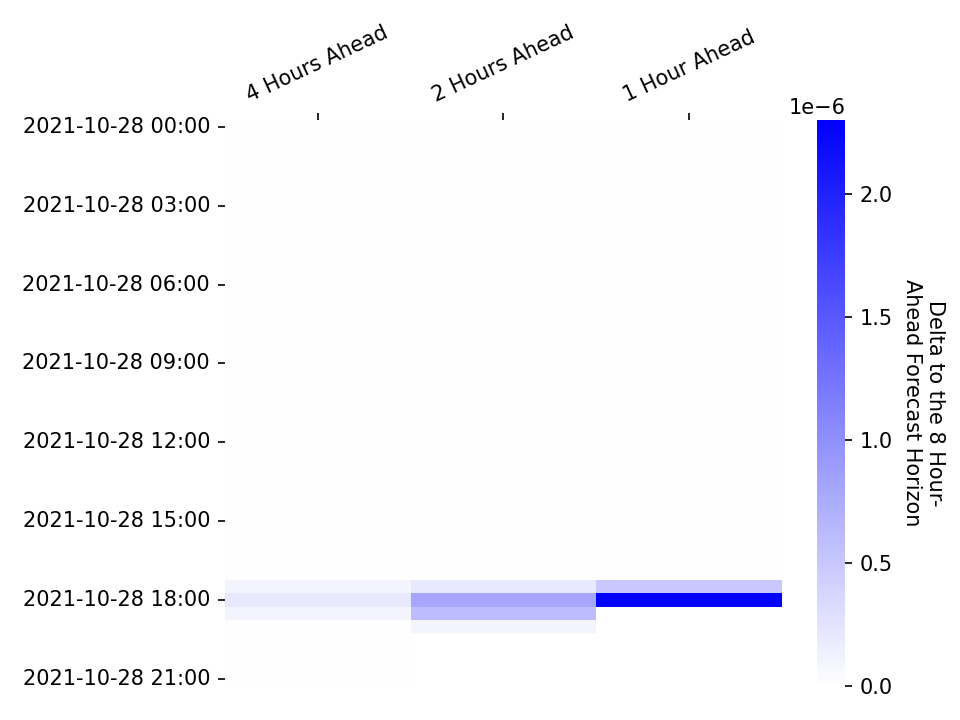 4 Hours Ahead
2 Hours Ahead
1 Hour Ahead
1e−6
2021-10-28 00:00
2021-10-28 03:00
2021-10-28 06:00
2021-10-28 09:00
2021-10-28 12:00
2021-10-28 15:00
2021-10-28 18:00
2021-10-28 21:00
2.0
1.5
1.0
0.5
0.0
Delta to the 8 Hour-
Ahead Forecast Horizon